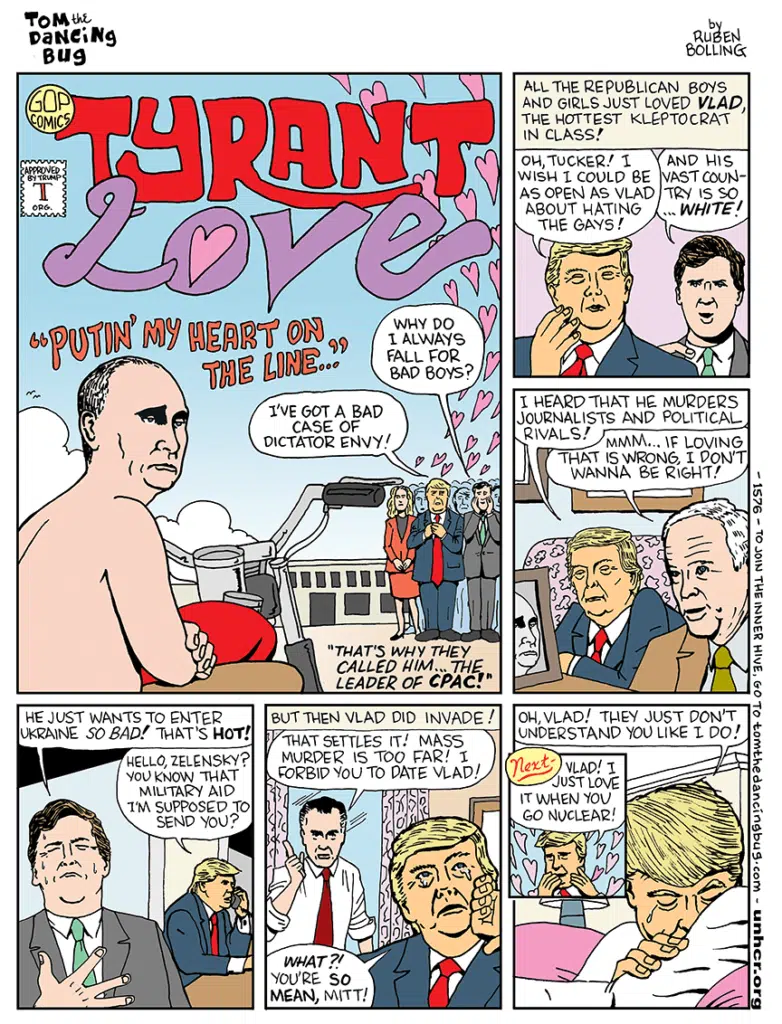 TOM the
DANCING
BUG
by
RUBEN
BOLLING
GOP
COMICS
TYRANT
Love
APPROVED
BY TRUMP
T
ORG.
"PUTIN' MY HEART ON
THE LINE..."
WHY DO
I ALWAYS
FALL FOR
BAD BOYS?
I'VE GOT A BAD
CASE OF
DICTATOR ENVY!
"THAT'S WHY THEY
CALLED HIM... THE
LEADER OF CPAC!"
ALL THE REPUBLICAN BOYS
AND GIRLS JUST LOVED VLAD,
THE HOTTEST KLEPTOCRAT
IN CLASS!
OH, TUCKER! I
WISH I COULD BE
AS OPEN AS VLAD
ABOUT HATING
THE GAYS!
AND HIS
VAST COUN-
TRY IS SO
...WHITE!
I HEARD THAT HE MURDERS
JOURNALISTS AND POLITICAL
RIVALS!
MMM... IF LOVING
THAT IS WRONG, I DON'T
WANNA BE RIGHT!
HE JUST WANTS TO ENTER
UKRAINE SO BAD! THAT'S HOT!
HELLO, ZELENSKY?
YOU KNOW THAT
MILITARY AID
I'M SUPPOSED TO
SEND YOU?
BUT THEN VLAD DID INVADE!
THAT SETTLES IT! MASS
MURDER IS TOO FAR! I
FORBID YOU TO DATE VLAD!
WHAT?!
YOU'RE SO
MEAN, MITT!
OH, VLAD! THEY JUST DON'T
UNDERSTAND YOU LIKE I DO!
Next-
VLAD! I
JUST LOVE
IT WHEN YOU
GO NUCLEAR!
- 1576 - TO JOIN THE INNER HIVE, GO TO tomthedancingbug.com - unhcr.org